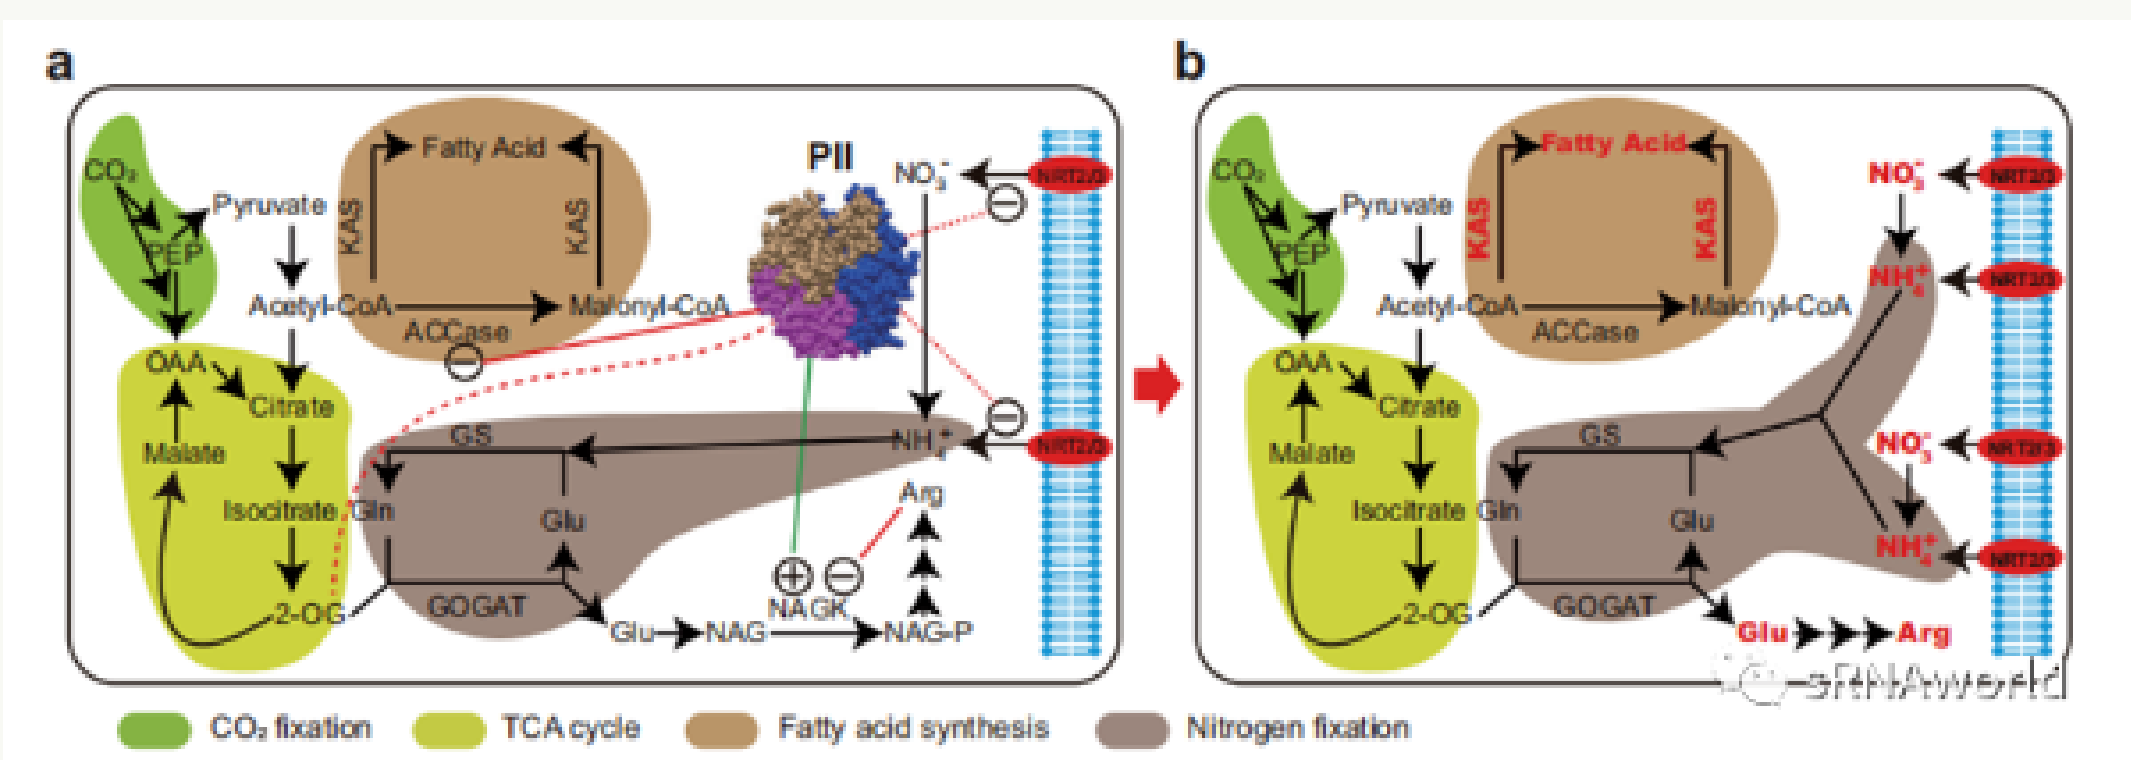 a
CO₂
PEP
Pyruvate
Acetyl-CoA
KAS
Fatty Acid
KAS
ACCase
Malonyl-CoA
PII
NO₃⁻
NRT2/3
OAA
Citrate
Malate
Isocitrate
2-OG
GS
Gln
Glu
GOGAT
NH₄⁺
NRT2/3
Arg
NAGK
Glu
NAG
NAG-P
b
CO₂
PEP
Pyruvate
Acetyl-CoA
KAS
Fatty Acid
KAS
ACCase
Malonyl-CoA
NO₃⁻
NRT2/3
NH₄⁺
NRT2/3
OAA
Citrate
Malate
Isocitrate
2-OG
GS
Gln
Glu
GOGAT
NO₃⁻
NRT2/3
NH₄⁺
NRT2/3
Glu
Arg
sRNAworld
CO₂ fixation
TCA cycle
Fatty acid synthesis
Nitrogen fixation